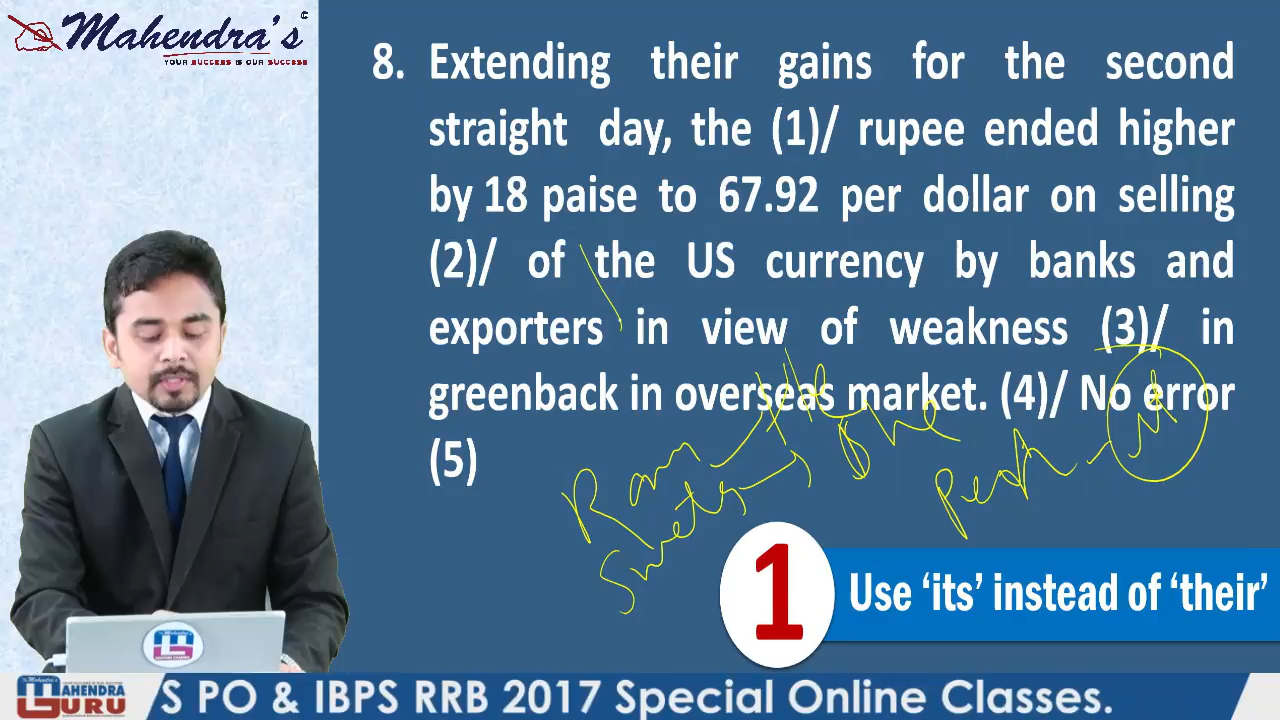 Mahendra's
YOUR SUCCESS IS OUR SUCCESS
8. Extending their gains for the second
straight day, the (1)/ rupee ended higher
by 18 paise to 67.92 per dollar on selling
(2)/ of the US currency by banks and
exporters in view of weakness (3)/ in
greenback in overseas market. (4)/ No error
(5)
Ram
1
Use 'its' instead of 'their'
MAHENDRA
GURU
S PO & IBPS RRB 2017 Special Online Classes.